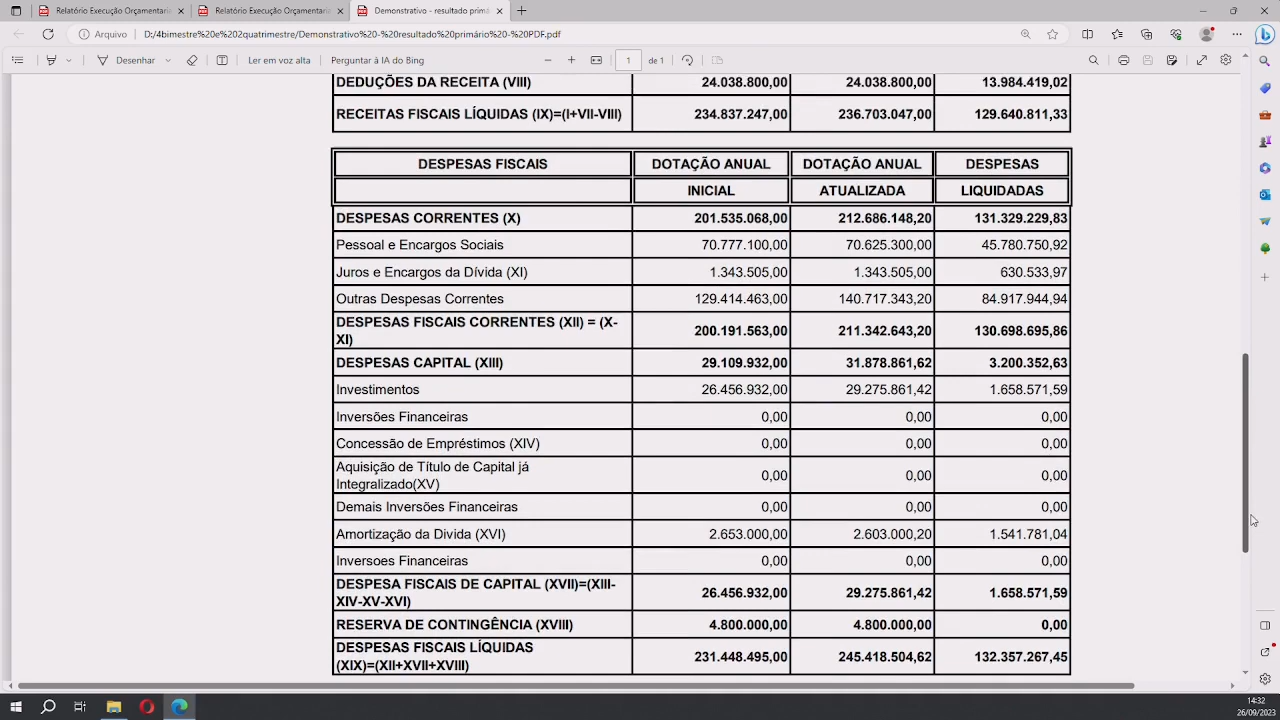 Relatório Execução Orçamentaria
Relatório Execução Orçamentaria
Demonstrativo - resultado primá
Arquivo D:/4bimestre%20e%202quatrimestre/Demonstrativo%20-%20resultado%20primário%20-%20PDF.pdf
Desenhar Ler em voz alta Perguntar à IA do Bing 1 de 1
DEDUÇÕES DA RECEITA (VIII) 24.038.800,00 24.038.800,00 13.984.419,02
RECEITAS FISCAIS LÍQUIDAS (IX)=(I+VII-VIII) 234.837.247,00 236.703.047,00 129.640.811,33
DESPESAS FISCAIS DOTAÇÃO ANUAL DOTAÇÃO ANUAL DESPESAS
INICIAL ATUALIZADA LIQUIDADAS
DESPESAS CORRENTES (X) 201.535.068,00 212.686.148,20 131.329.229,83
Pessoal e Encargos Sociais 70.777.100,00 70.625.300,00 45.780.750,92
Juros e Encargos da Dívida (XI) 1.343.505,00 1.343.505,00 630.533,97
Outras Despesas Correntes 129.414.463,00 140.717.343,20 84.917.944,94
DESPESAS FISCAIS CORRENTES (XII) = (X-
XI) 200.191.563,00 211.342.643,20 130.698.695,86
DESPESAS CAPITAL (XIII) 29.109.932,00 31.878.861,62 3.200.352,63
Investimentos 26.456.932,00 29.275.861,42 1.658.571,59
Inversões Financeiras 0,00 0,00 0,00
Concessão de Empréstimos (XIV) 0,00 0,00 0,00
Aquisição de Título de Capital já
Integralizado(XV) 0,00 0,00 0,00
Demais Inversões Financeiras 0,00 0,00 0,00
Amortização da Divida (XVI) 2.653.000,00 2.603.000,20 1.541.781,04
Inversoes Financeiras 0,00 0,00 0,00
DESPESA FISCAIS DE CAPITAL (XVII)=(XIII-
XIV-XV-XVI) 26.456.932,00 29.275.861,42 1.658.571,59
RESERVA DE CONTINGÊNCIA (XVIII) 4.800.000,00 4.800.000,00 0,00
DESPESAS FISCAIS LÍQUIDAS
(XIX)=(XII+XVII+XVIII) 231.448.495,00 245.418.504,62 132.357.267,45
14:32
26/09/2023